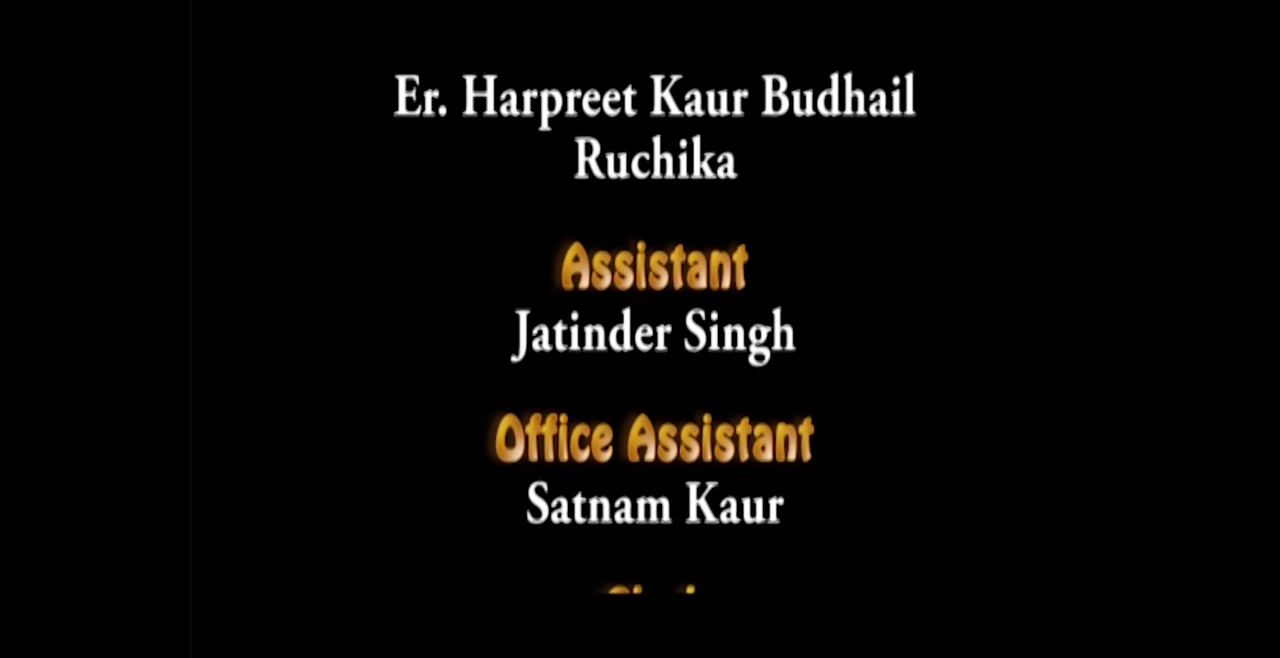 Er. Harpreet Kaur Budhail
Ruchika
Assistant
Jatinder Singh
Office Assistant
Satnam Kaur